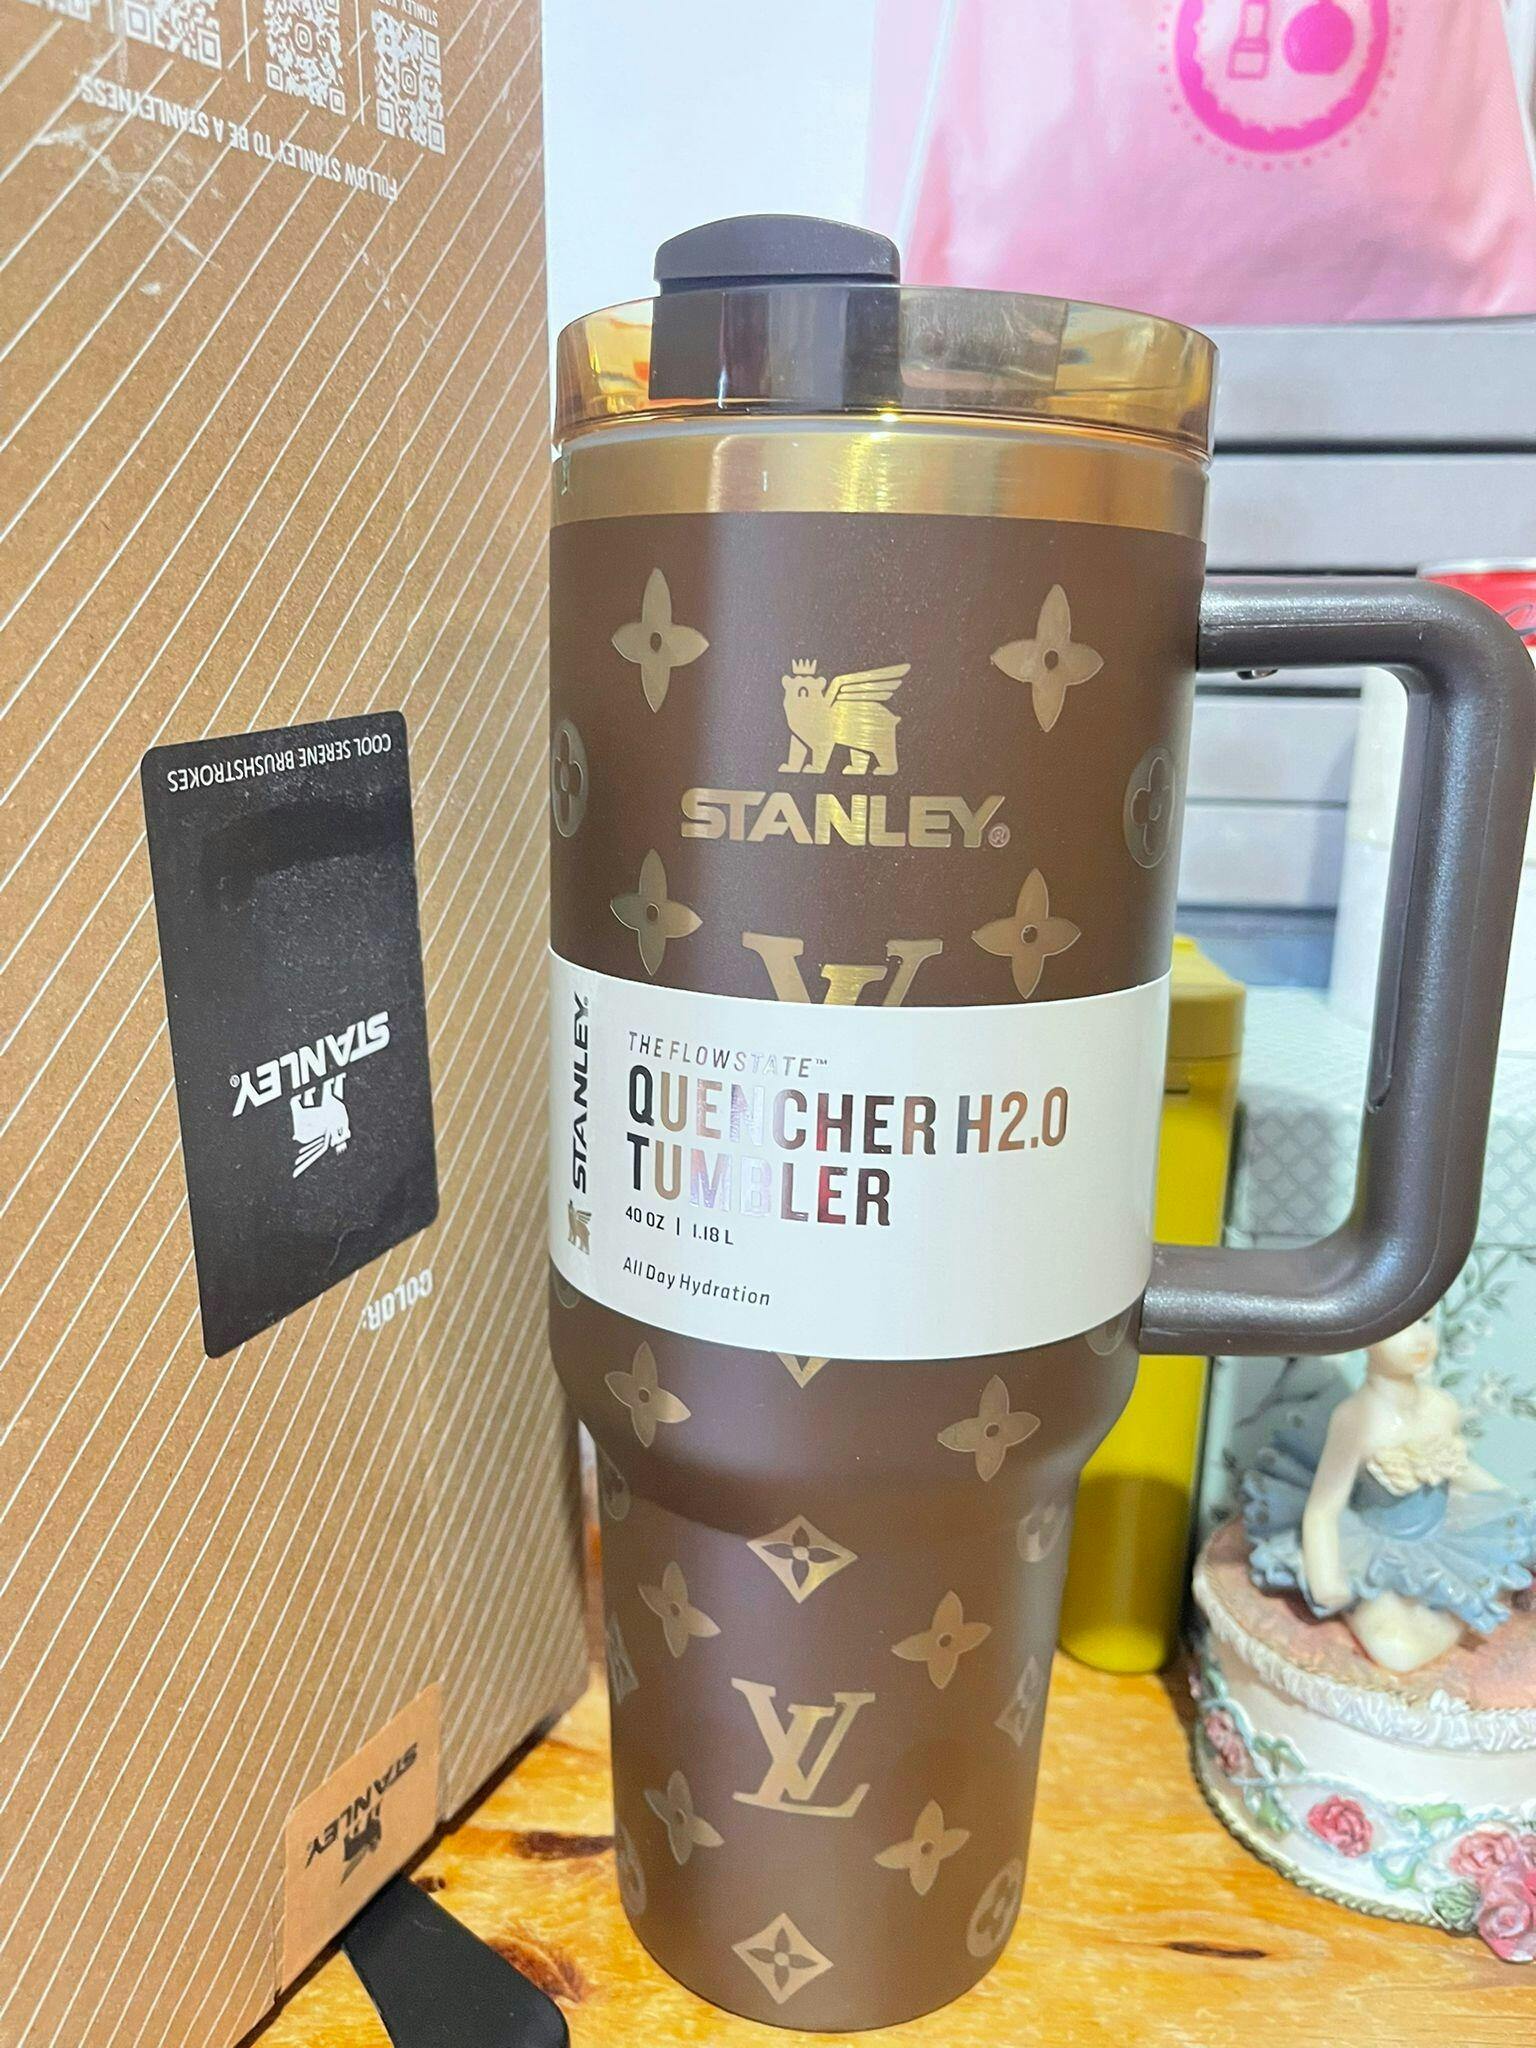 FOLLOW STANLEY TO BE A STANLEYNESS
COOL SERENE BRUSHSTROKES
STANLEY®
COLOR:
STANLEY
STANLEY®
LV
STANLEY®
THE FLOWSTATE™
QUENCHER H2.0
TUMBLER
40 OZ | 1.18 L
All Day Hydration
LV